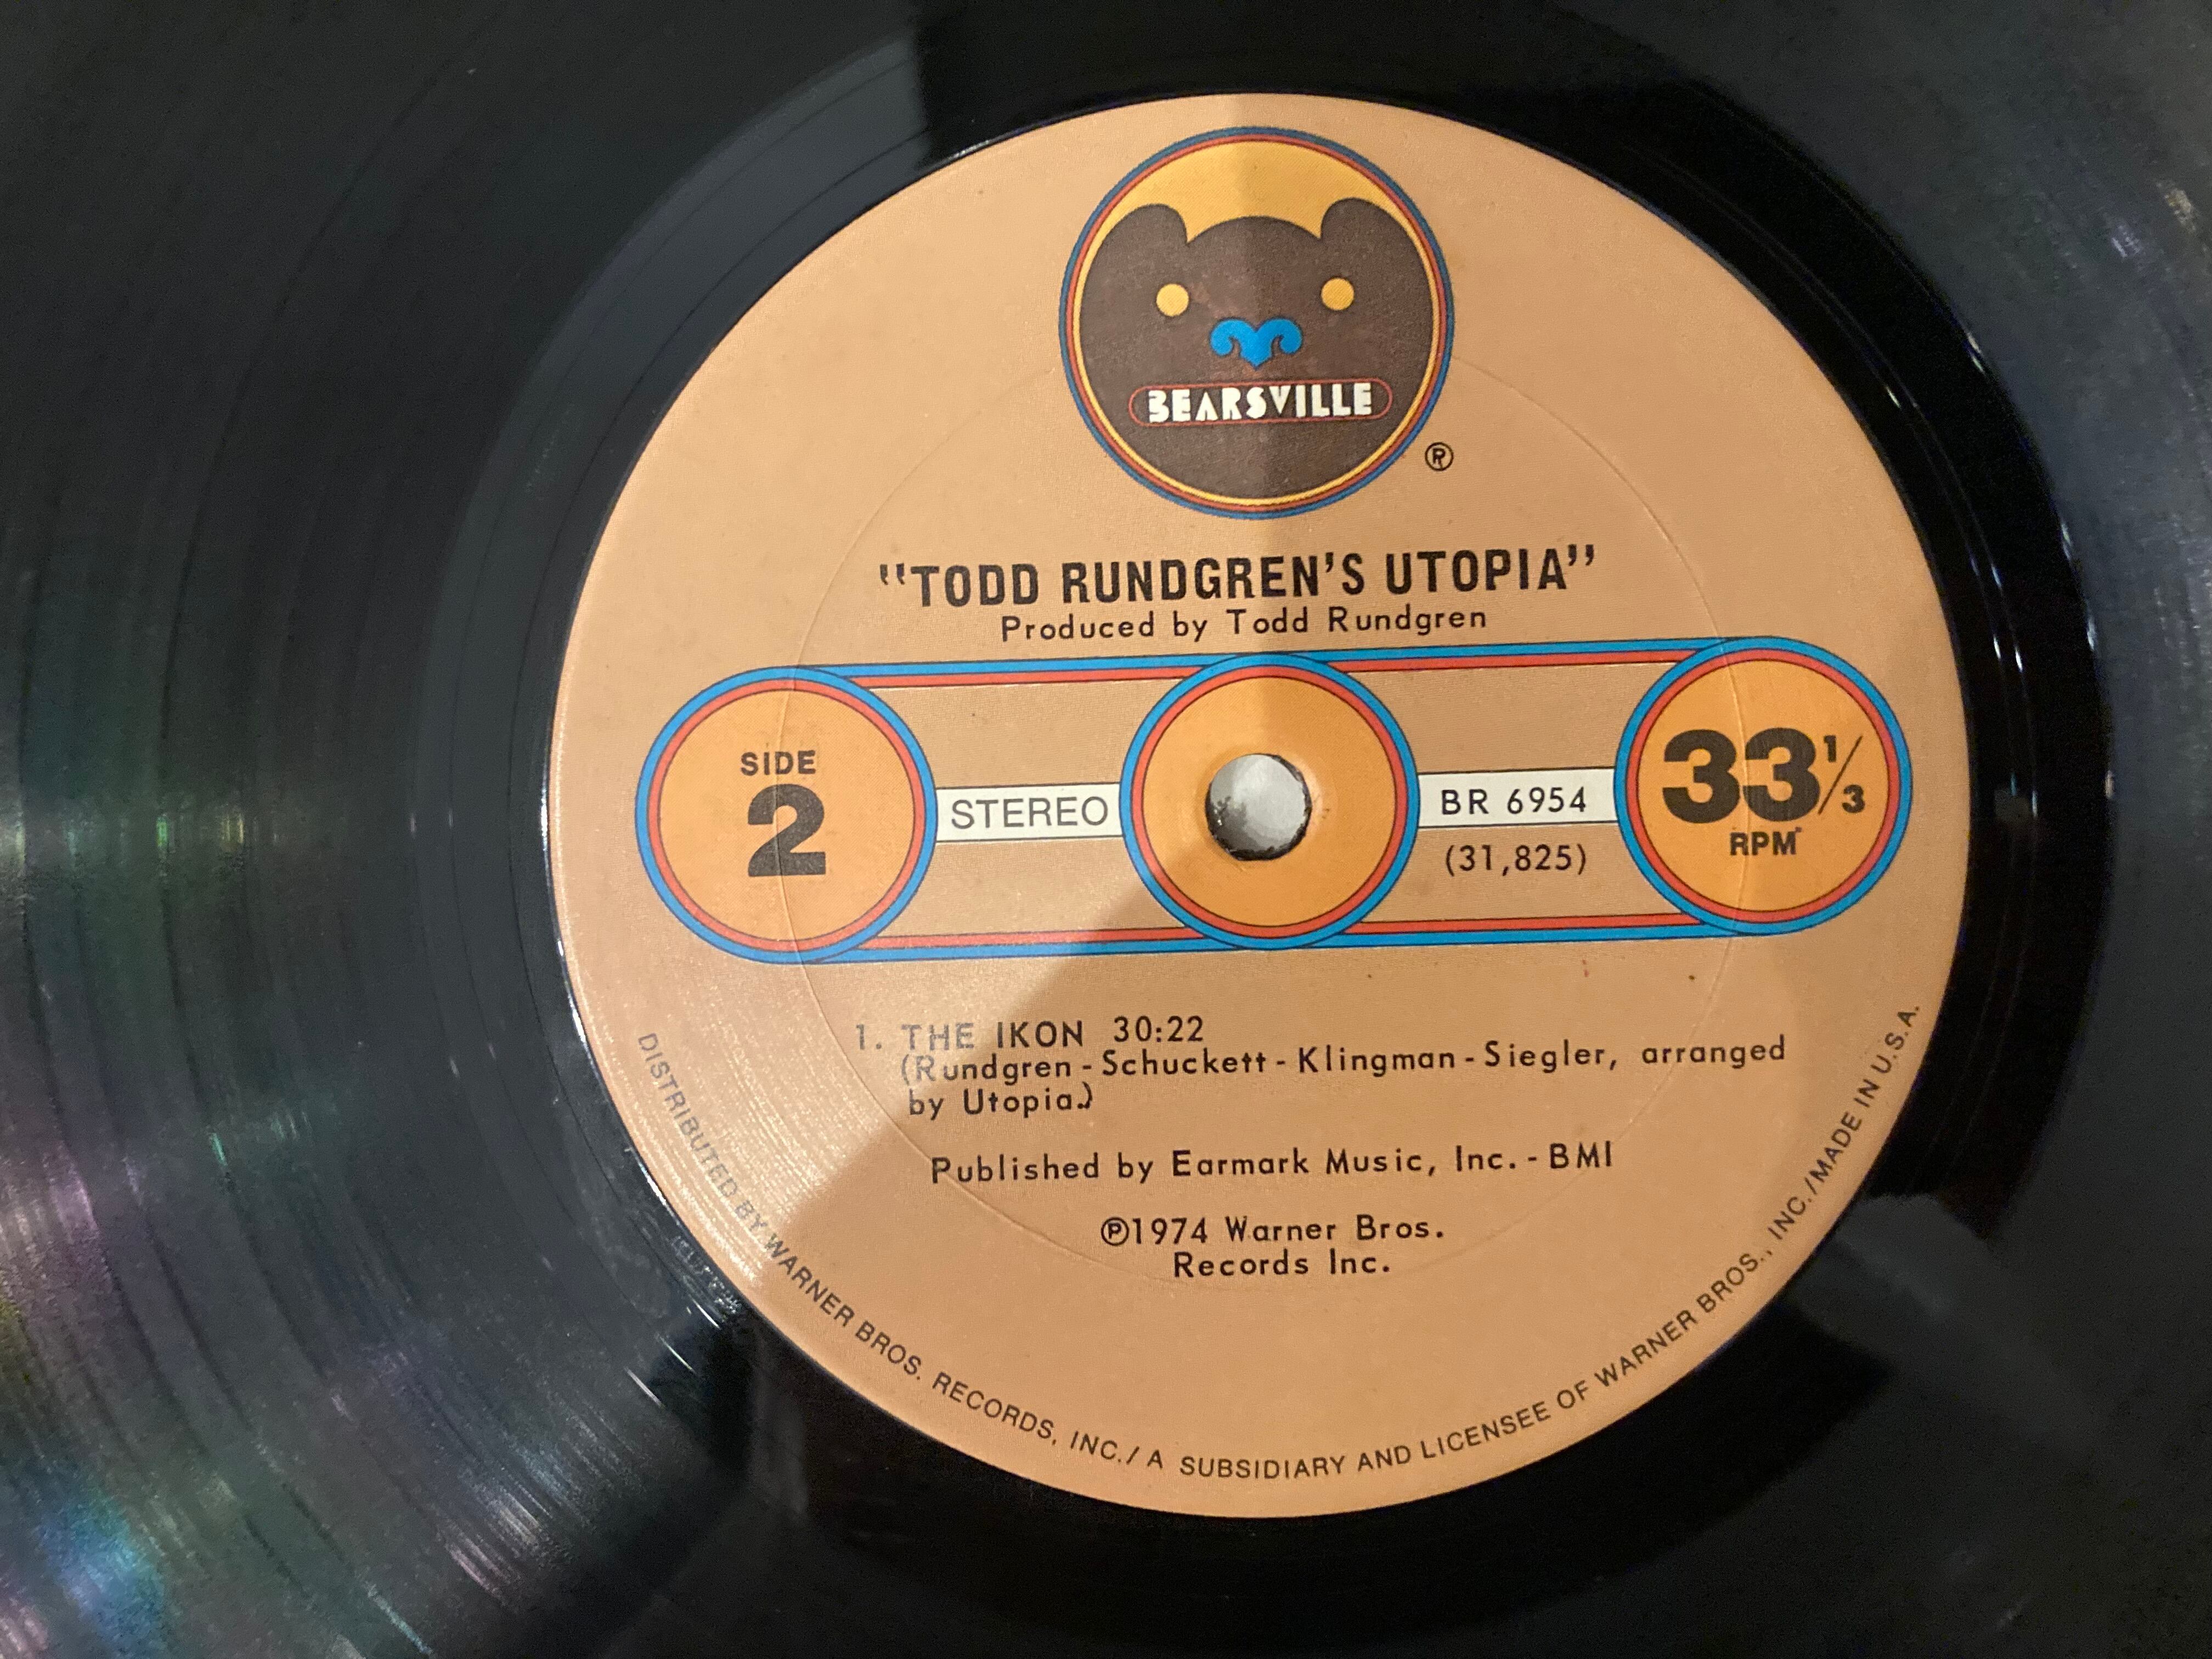 BEARSVILLE
®
"TODD RUNDGREN'S UTOPIA"
Produced by Todd Rundgren
SIDE
2
STEREO
BR 6954
(31,825)
33 1/3
RPM
1. THE IKON 30:22
(Rundgren - Schuckett - Klingman - Siegler, arranged
by Utopia.)
Published by Earmark Music, Inc. - BMI
℗1974 Warner Bros.
Records Inc.
DISTRIBUTED BY WARNER BROS. RECORDS, INC. / A SUBSIDIARY AND LICENSEE OF WARNER BROS., INC. / MADE IN U.S.A.